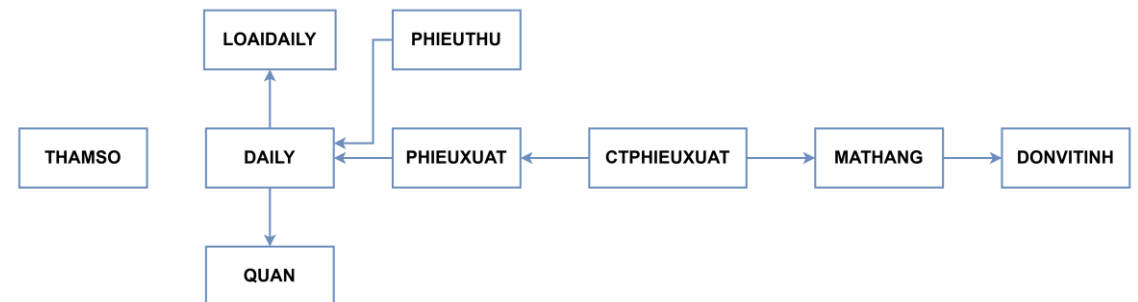 LOAIDAILY
PHIEUTHU
THAMSO
DAILY
PHIEUXUAT
CTPHIEUXUAT
MATHANG
DONVITINH
QUAN